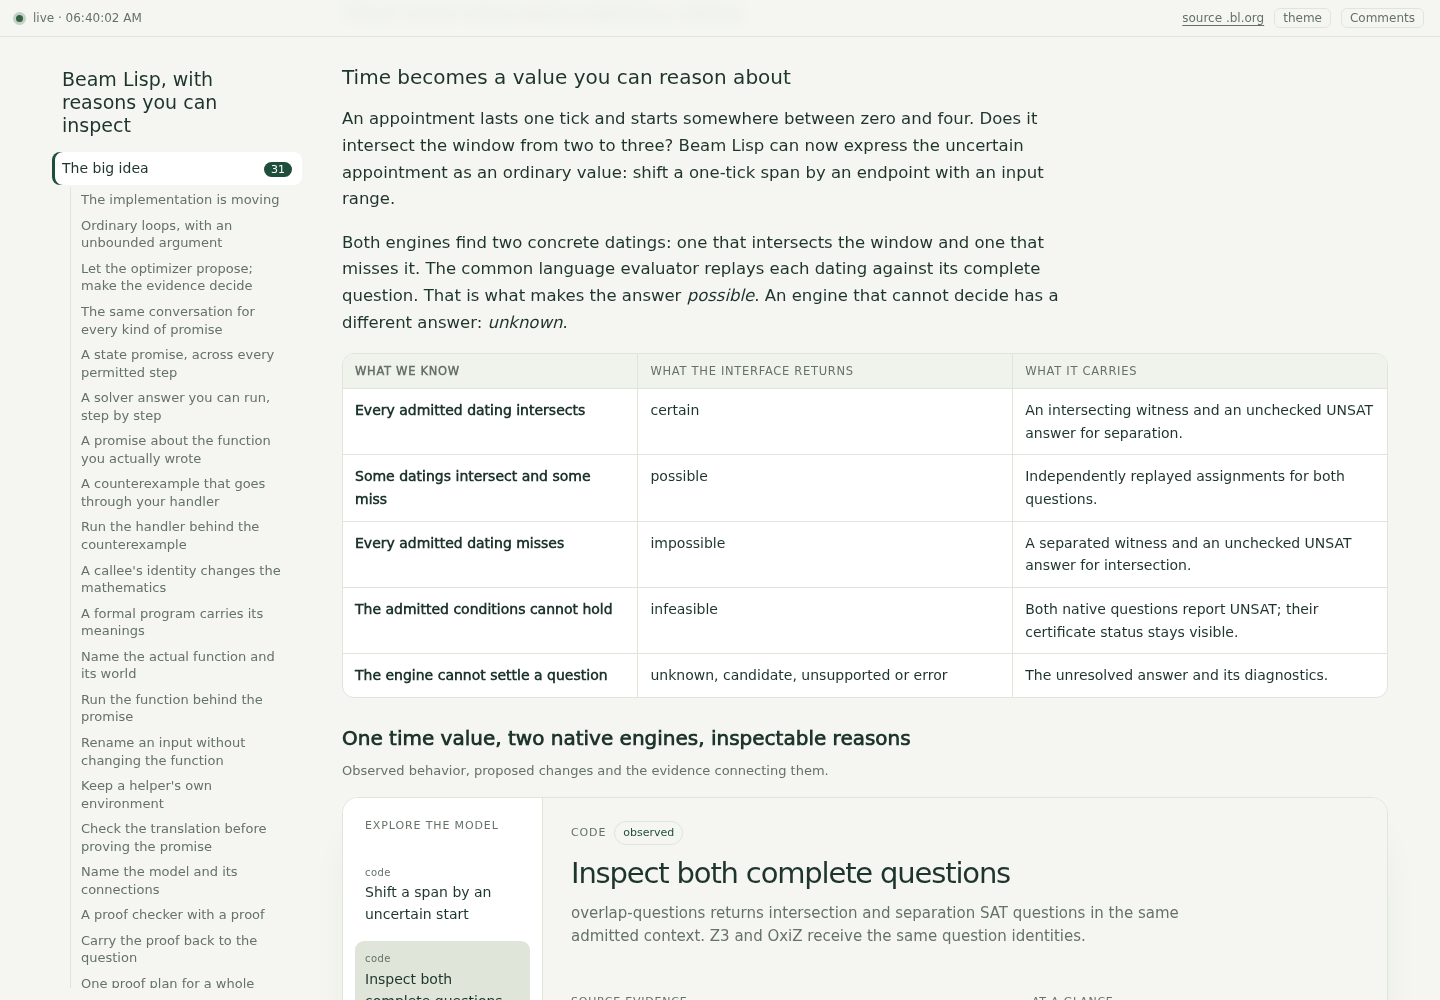 live · 06:40:02 AM
source .bl.org
theme
Comments
Beam Lisp, with
reasons you can
inspect
The big idea
31
The implementation is moving
Ordinary loops, with an
unbounded argument
Let the optimizer propose;
make the evidence decide
The same conversation for
every kind of promise
A state promise, across every
permitted step
A solver answer you can run,
step by step
A promise about the function
you actually wrote
A counterexample that goes
through your handler
Run the handler behind the
counterexample
A callee's identity changes the
mathematics
A formal program carries its
meanings
Name the actual function and
its world
Run the function behind the
promise
Rename an input without
changing the function
Keep a helper's own
environment
Check the translation before
proving the promise
Name the model and its
connections
A proof checker with a proof
Carry the proof back to the
question
One proof plan for a whole
Time becomes a value you can reason about
An appointment lasts one tick and starts somewhere between zero and four. Does it
intersect the window from two to three? Beam Lisp can now express the uncertain
appointment as an ordinary value: shift a one-tick span by an endpoint with an input
range.
Both engines find two concrete datings: one that intersects the window and one that
misses it. The common language evaluator replays each dating against its complete
question. That is what makes the answer possible. An engine that cannot decide has a
different answer: unknown.
WHAT WE KNOW
WHAT THE INTERFACE RETURNS
WHAT IT CARRIES
Every admitted dating intersects
certain
An intersecting witness and an unchecked UNSAT
answer for separation.
Some datings intersect and some
miss
possible
Independently replayed assignments for both
questions.
Every admitted dating misses
impossible
A separated witness and an unchecked UNSAT
answer for intersection.
The admitted conditions cannot hold
infeasible
Both native questions report UNSAT; their
certificate status stays visible.
The engine cannot settle a question
unknown, candidate, unsupported or error
The unresolved answer and its diagnostics.
One time value, two native engines, inspectable reasons
Observed behavior, proposed changes and the evidence connecting them.
EXPLORE THE MODEL
code
Shift a span by an
uncertain start
code
Inspect both
complete questions
CODE
observed
Inspect both complete questions
overlap-questions returns intersection and separation SAT questions in the same
admitted context. Z3 and OxiZ receive the same question identities.
SOURCE EVIDENCE
AT A GLANCE